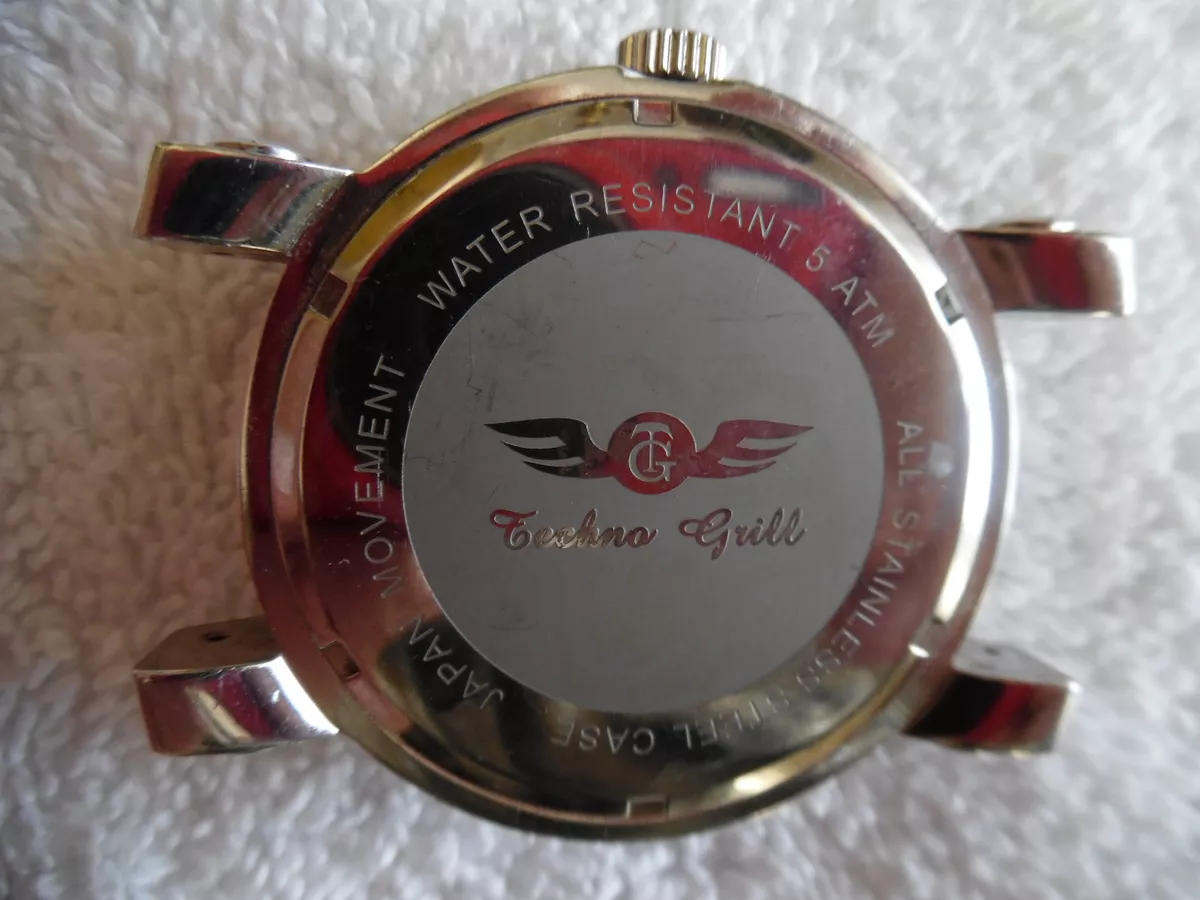 WATER RESISTANT 5 ATM
ALL STAINLESS STEEL CASE
JAPAN MOVEMENT
TG
Techno Grill